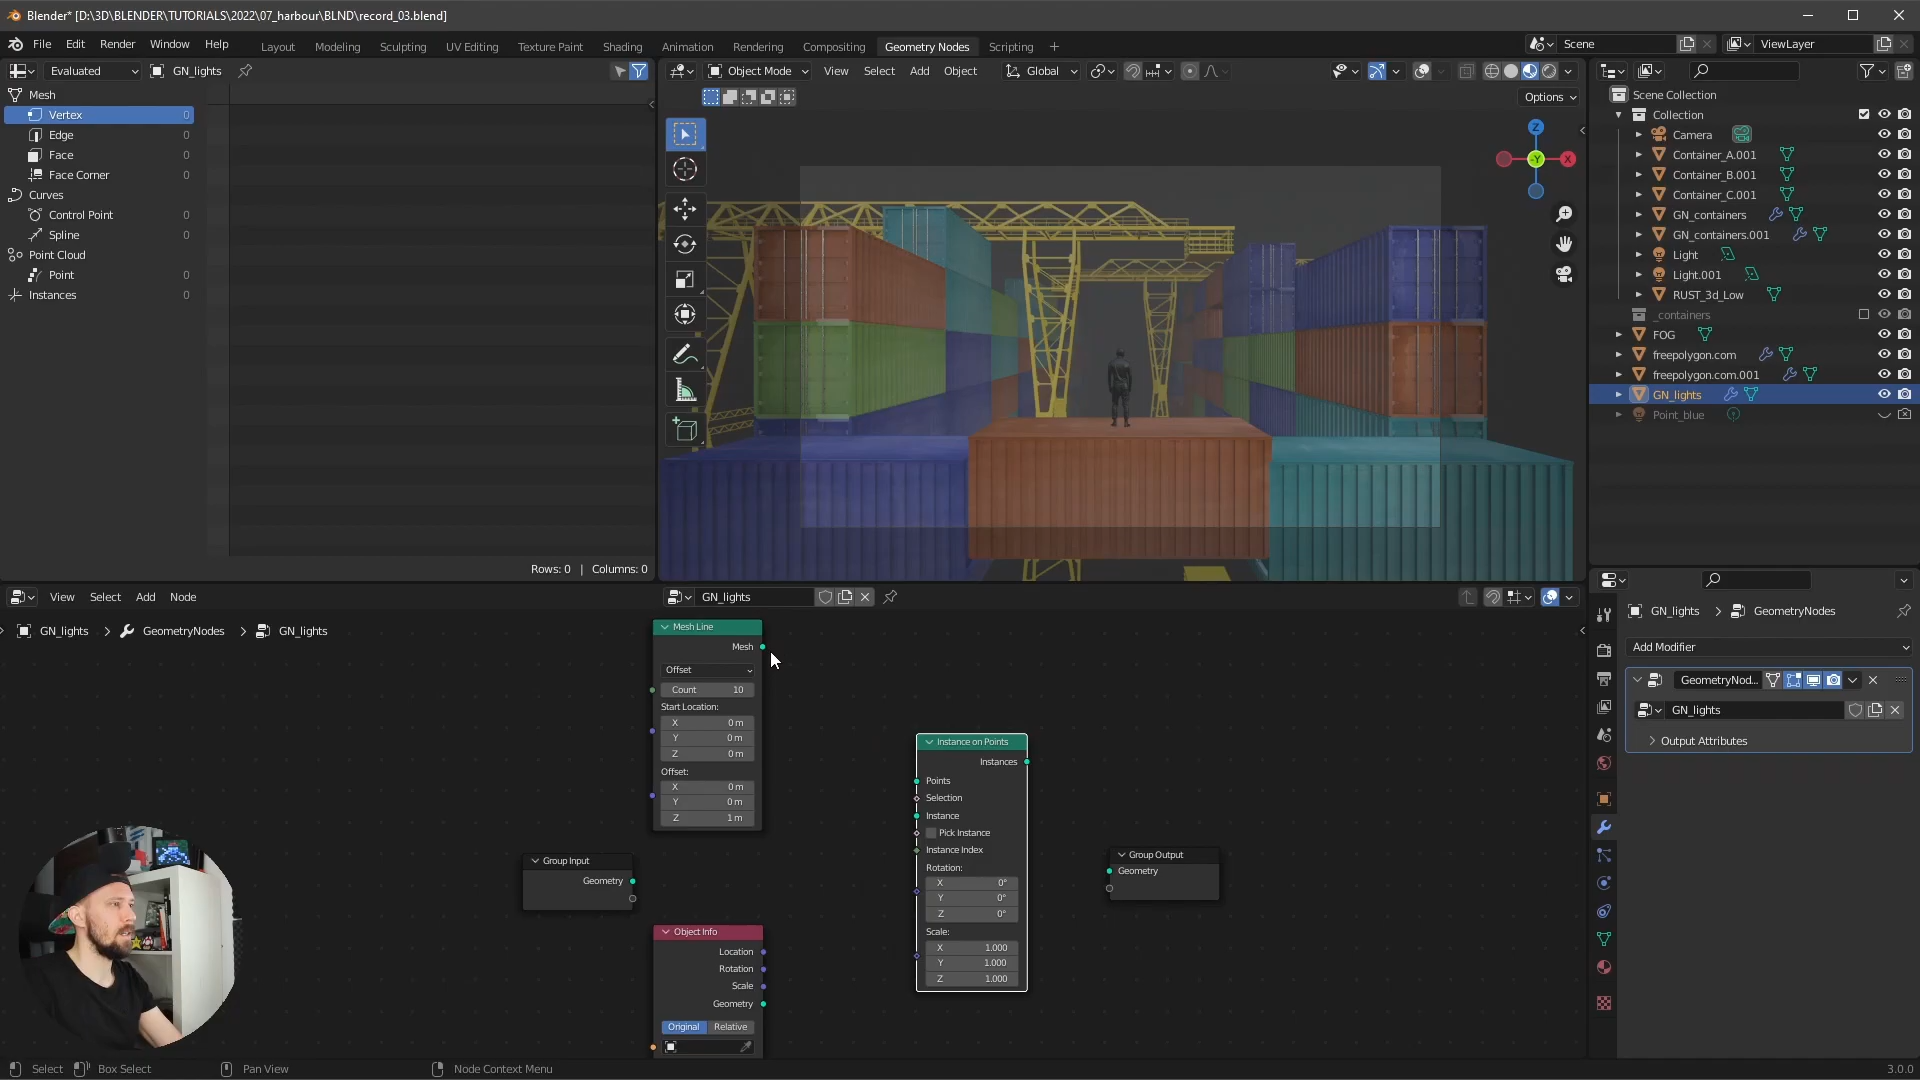 Blender* [D:\3D\BLENDER\TUTORIALS\2022\07_harbour\BLND\record_03.blend]
File Edit Render Window Help Layout Modeling Sculpting UV Editing Texture Paint Shading Animation Rendering Compositing Geometry Nodes Scripting + Scene ViewLayer
Evaluated GN_lights
Object Mode View Select Add Object Global
Options
Mesh
Vertex 0
Edge 0
Face 0
Face Corner 0
Curves
Control Point 0
Spline 0
Point Cloud
Point 0
Instances 0
Rows: 0 | Columns: 0
Z
Y
X
Scene Collection
Collection
Camera
Container_A.001
Container_B.001
Container_C.001
GN_containers
GN_containers.001
Light
Light.001
RUST_3d_Low
_containers
FOG
freepolygon.com
freepolygon.com.001
GN_lights
Point_blue
View Select Add Node GN_lights
GN_lights > GeometryNodes > GN_lights
Mesh Line
Mesh
Offset
Count 10
Start Location:
X 0 m
Y 0 m
Z 0 m
Offset:
X 0 m
Y 0 m
Z 1 m
Group Input
Geometry
Object Info
Location
Rotation
Scale
Geometry
Original Relative
Instance on Points
Instances
Points
Selection
Instance
Pick Instance
Instance Index
Rotation:
X 0°
Y 0°
Z 0°
Scale:
X 1.000
Y 1.000
Z 1.000
Group Output
Geometry
GN_lights > GeometryNodes
Add Modifier
GeometryNod...
GN_lights
Output Attributes
Select Box Select Pan View Node Context Menu 3.0.0